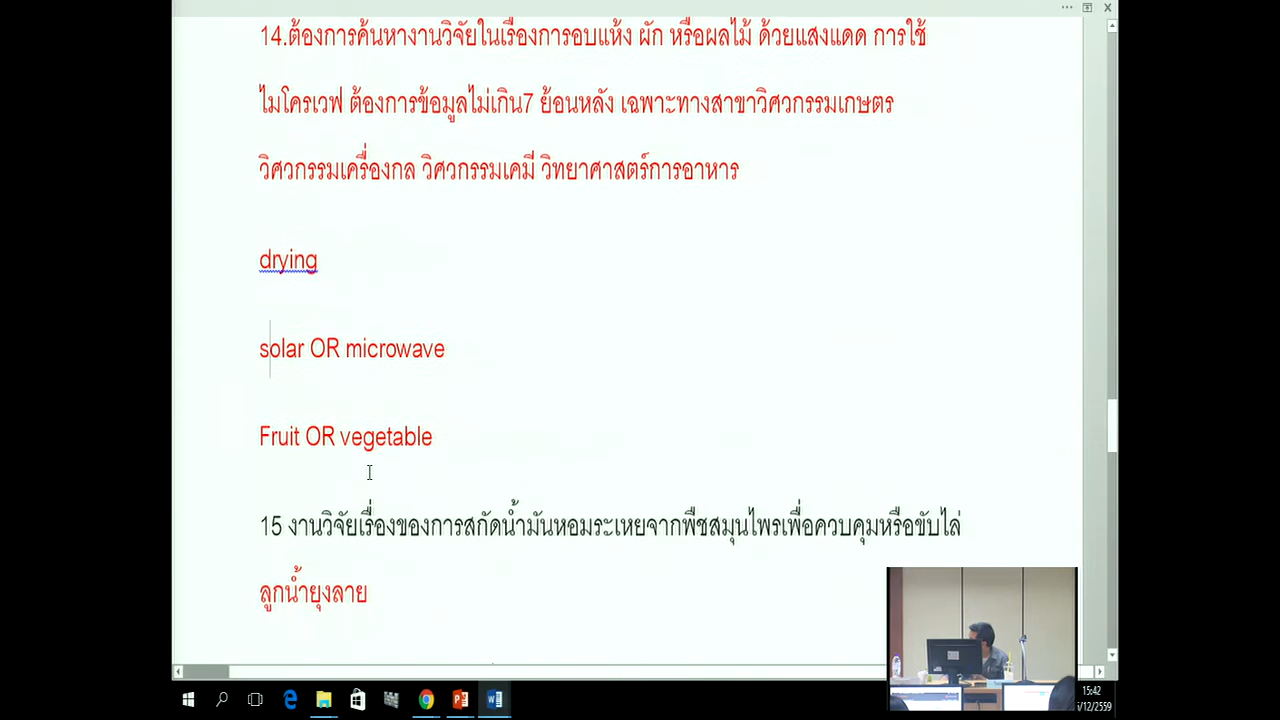 14.ต้องการค้นหางานวิจัยในเรื่องการอบแห้ง ผัก หรือผลไม้ ด้วยแสงแดด การใช้
ไมโครเวฟ ต้องการข้อมูลไม่เกิน7 ย้อนหลัง เฉพาะทางสาขาวิศวกรรมเกษตร
วิศวกรรมเครื่องกล วิศวกรรมเคมี วิทยาศาสตร์การอาหาร
drying
solar OR microwave
Fruit OR vegetable
15 งานวิจัยเรื่องของการสกัดน้ำมันหอมระเหยจากพืชสมุนไพรเพื่อควบคุมหรือขับไล่
ลูกน้ำยุงลาย
15:42
/12/2559